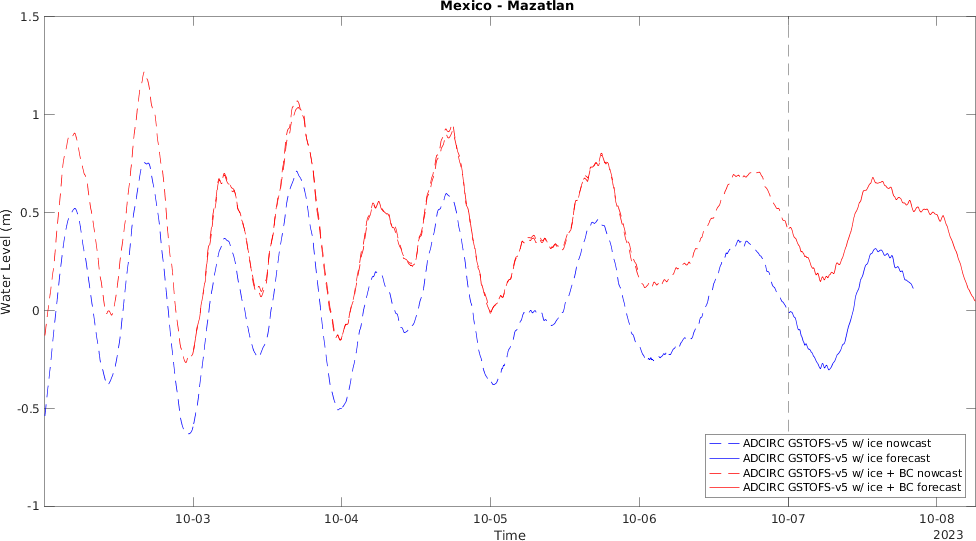 Mexico - Mazatlan
1.5
1
0.5
0
-0.5
-1
Water Level (m)
10-03
10-04
10-05
10-06
10-07
10-08
Time
2023
ADCIRC GSTOFS-v5 w/ ice nowcast
ADCIRC GSTOFS-v5 w/ ice forecast
ADCIRC GSTOFS-v5 w/ ice + BC nowcast
ADCIRC GSTOFS-v5 w/ ice + BC forecast